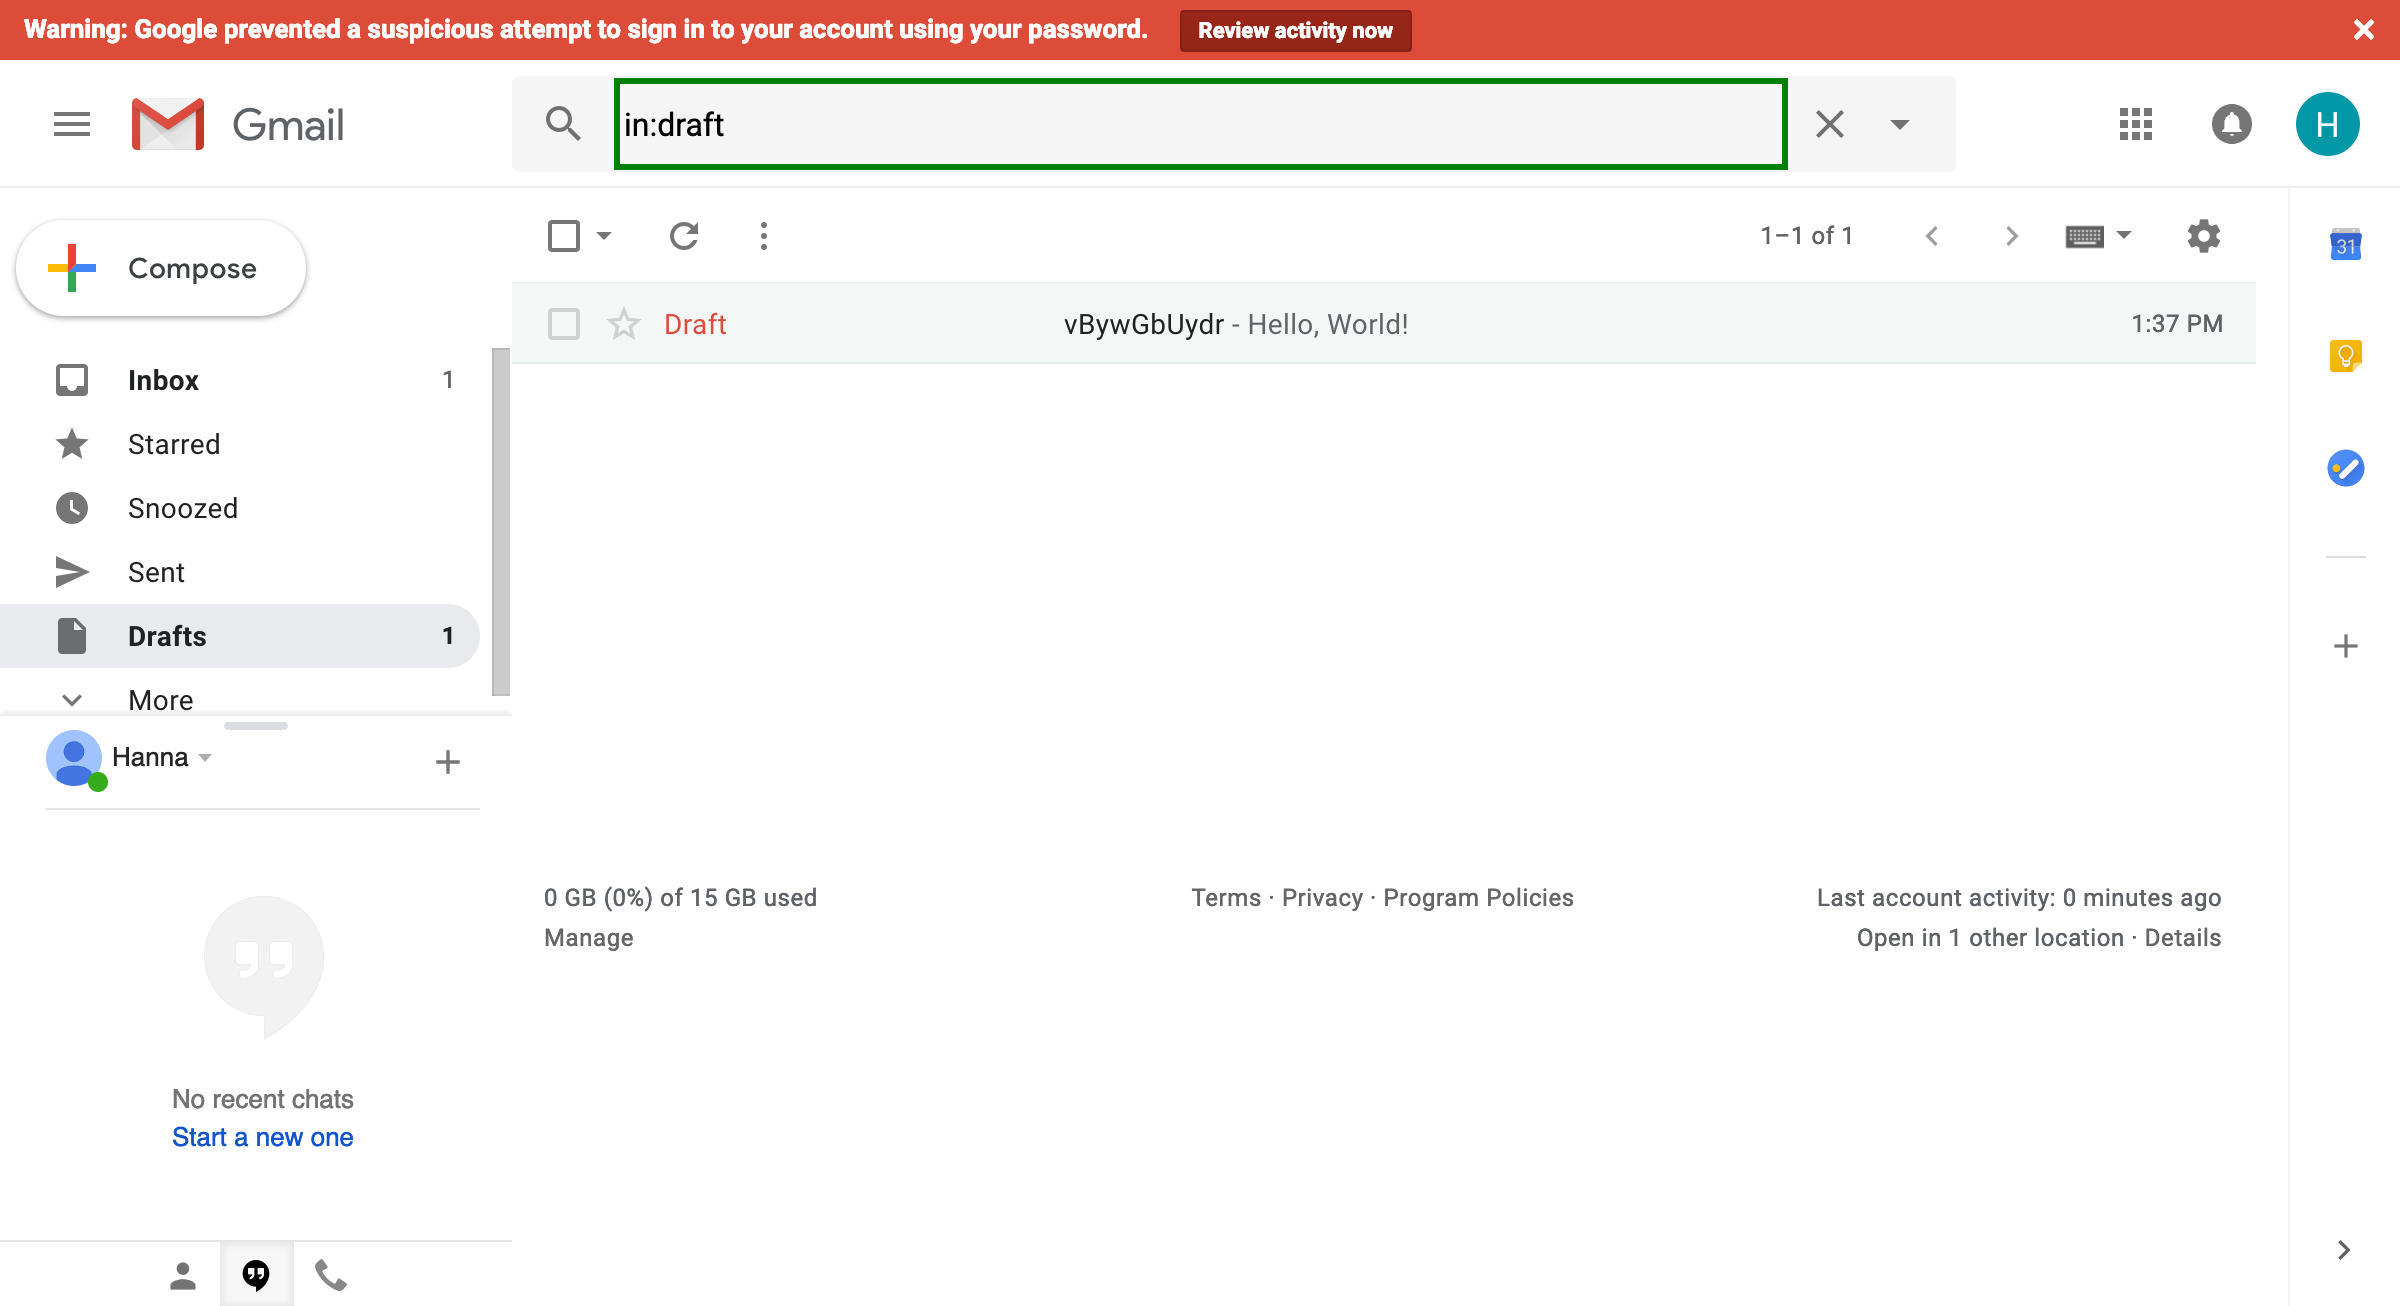 Warning: Google prevented a suspicious attempt to sign in to your account using your password. Review activity now
Gmail
in:draft
H
Compose
1–1 of 1
31
Draft vBywGbUydr - Hello, World! 1:37 PM
Inbox 1
Starred
Snoozed
Sent
Drafts 1
More
Hanna
0 GB (0%) of 15 GB used
Manage
Terms · Privacy · Program Policies
Last account activity: 0 minutes ago
Open in 1 other location · Details
No recent chats
Start a new one